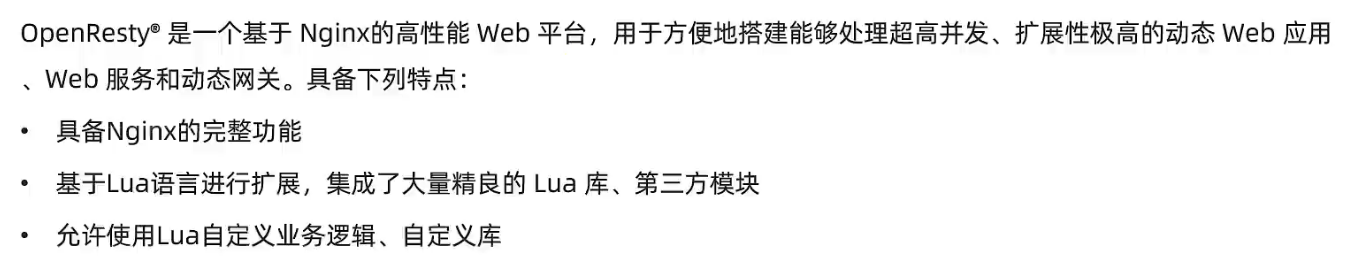 OpenResty® 是一个基于 Nginx的高性能 Web 平台，用于方便地搭建能够处理超高并发、扩展性极高的动态 Web 应用
、Web 服务和动态网关。具备下列特点：
• 具备Nginx的完整功能
• 基于Lua语言进行扩展，集成了大量精良的 Lua 库、第三方模块
• 允许使用Lua自定义业务逻辑、自定义库